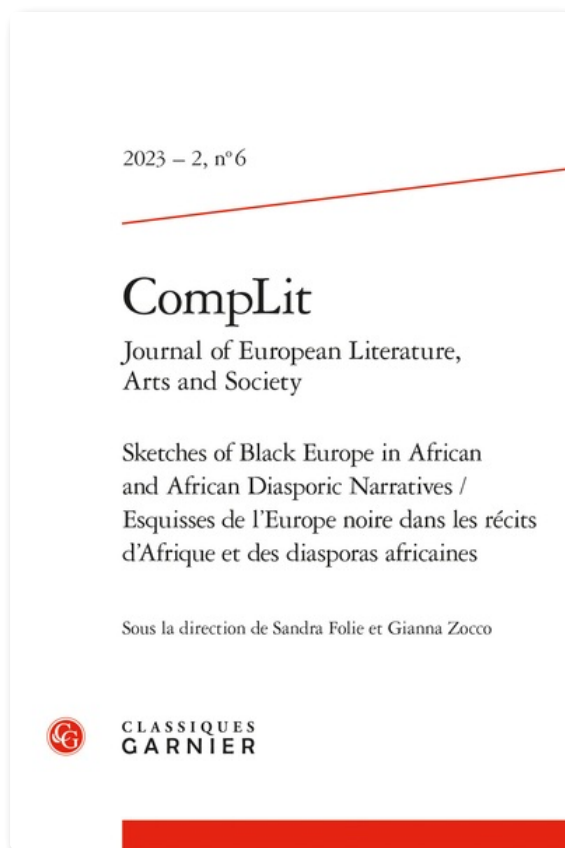 2023 – 2, nº 6
CompLit
Journal of European Literature,
Arts and Society
Sketches of Black Europe in African
and African Diasporic Narratives /
Esquisses de l’Europe noire dans les récits
d’Afrique et des diasporas africaines
Sous la direction de Sandra Folie et Gianna Zocco
CG
CLASSIQUES
GARNIER